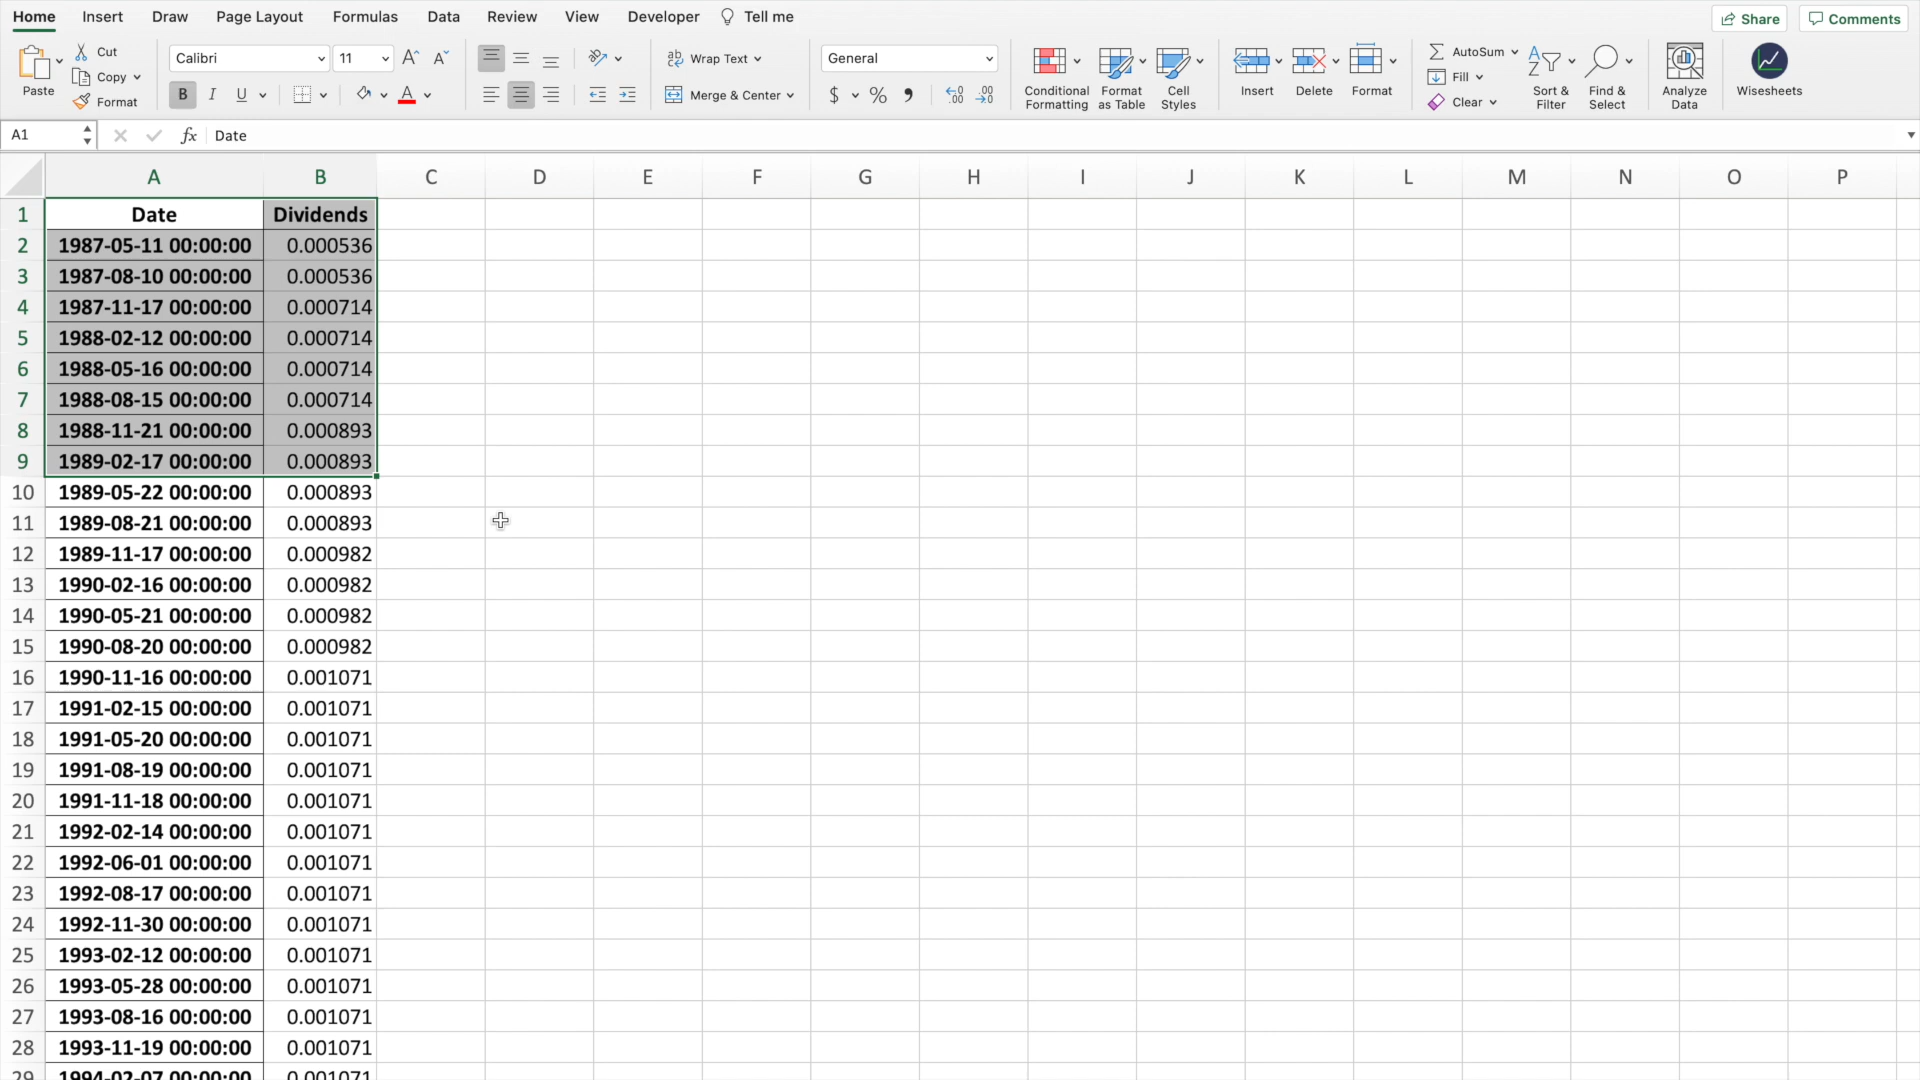 Home Insert Draw Page Layout Formulas Data Review View Developer Tell me Share Comments
Paste Cut Copy Format
Calibri 11 A^ Aˇ
B I U A
ab Wrap Text
Merge & Center
General
$ % 9 .00
Conditional Formatting
Format as Table
Cell Styles
Insert Delete Format
AutoSum
Fill
Clear
Sort & Filter
Find & Select
Analyze Data
Wisesheets
A1 fx Date
A B C D E F G H I J K L M N O P
1 Date Dividends
2 1987-05-11 00:00:00 0.000536
3 1987-08-10 00:00:00 0.000536
4 1987-11-17 00:00:00 0.000714
5 1988-02-12 00:00:00 0.000714
6 1988-05-16 00:00:00 0.000714
7 1988-08-15 00:00:00 0.000714
8 1988-11-21 00:00:00 0.000893
9 1989-02-17 00:00:00 0.000893
10 1989-05-22 00:00:00 0.000893
11 1989-08-21 00:00:00 0.000893
12 1989-11-17 00:00:00 0.000982
13 1990-02-16 00:00:00 0.000982
14 1990-05-21 00:00:00 0.000982
15 1990-08-20 00:00:00 0.000982
16 1990-11-16 00:00:00 0.001071
17 1991-02-15 00:00:00 0.001071
18 1991-05-20 00:00:00 0.001071
19 1991-08-19 00:00:00 0.001071
20 1991-11-18 00:00:00 0.001071
21 1992-02-14 00:00:00 0.001071
22 1992-06-01 00:00:00 0.001071
23 1992-08-17 00:00:00 0.001071
24 1992-11-30 00:00:00 0.001071
25 1993-02-12 00:00:00 0.001071
26 1993-05-28 00:00:00 0.001071
27 1993-08-16 00:00:00 0.001071
28 1993-11-19 00:00:00 0.001071
29 1994-02-07 00:00:00 0.001071